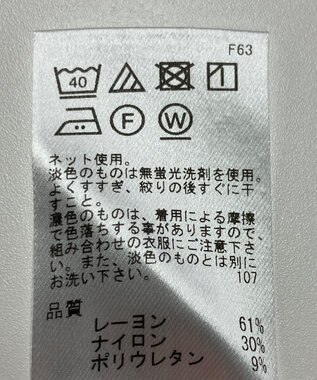 F63
40
F W
ネット使用。
淡色のものは無蛍光洗剤を使用。
よくすすぎ、絞りの後すぐに干
すこと。
濃色のものは、着用による摩擦
で色落ちする事がありますので、
組み合わせの衣服にご注意下さ
い。また、淡色のものとは別に
お洗い下さい。 107
品質
レーヨン 61%
ナイロン 30%
ポリウレタン 9%